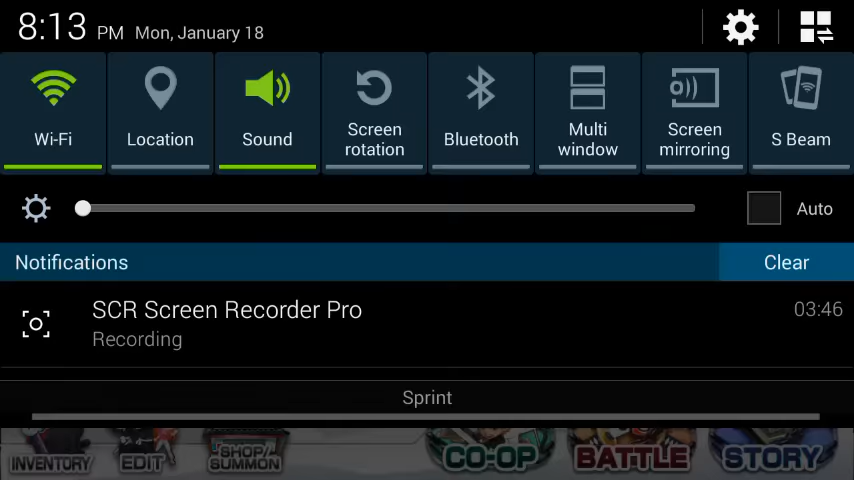 8:13 PM Mon, January 18
Wi-Fi
Location
Sound
Screen
rotation
Bluetooth
Multi
window
Screen
mirroring
S Beam
Auto
Notifications
Clear
SCR Screen Recorder Pro
03:46
Recording
Sprint
INVENTORY
EDIT
SHOP/
SUMMON
CO-OP
BATTLE
STORY